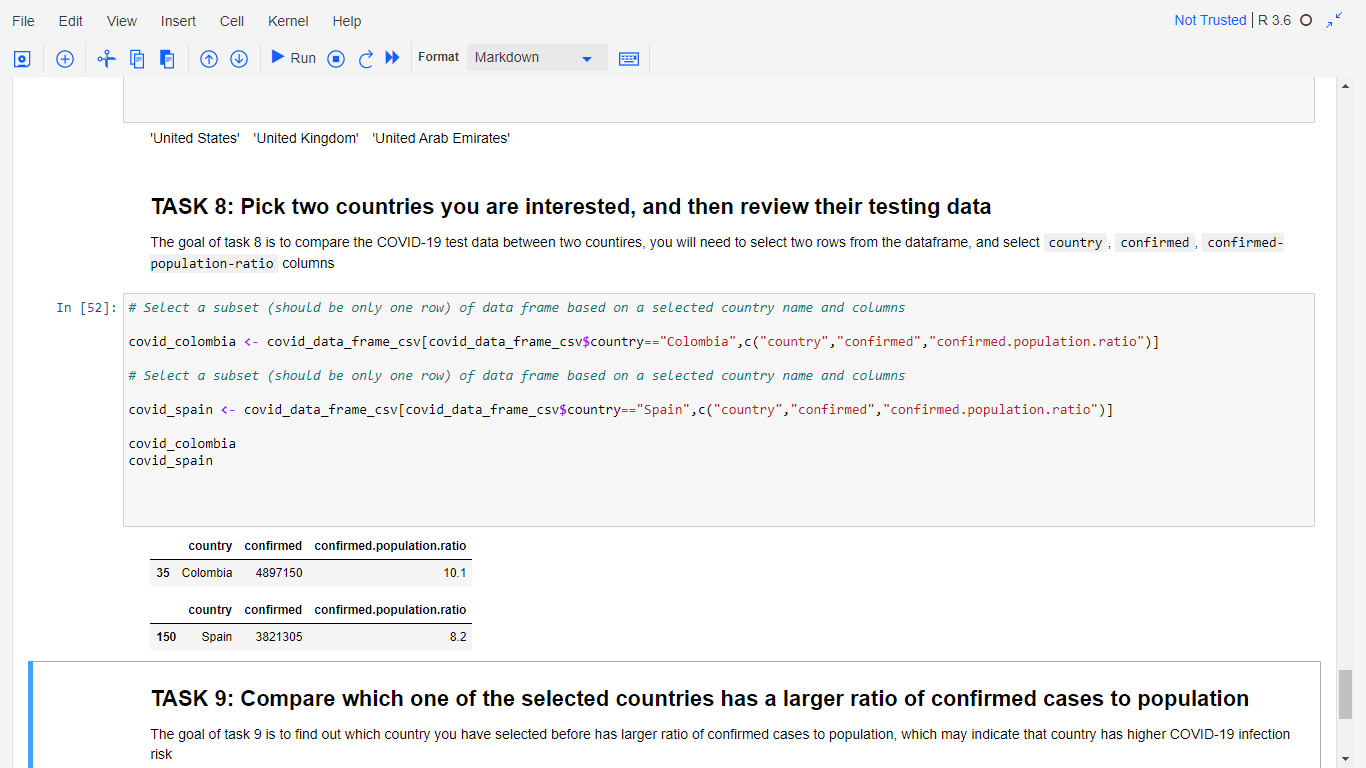 File Edit View Insert Cell Kernel Help Not Trusted R 3.6
Run Format Markdown
'United States' 'United Kingdom' 'United Arab Emirates'
TASK 8: Pick two countries you are interested, and then review their testing data
The goal of task 8 is to compare the COVID-19 test data between two countires, you will need to select two rows from the dataframe, and select country , confirmed , confirmed-
population-ratio columns
In [52]: # Select a subset (should be only one row) of data frame based on a selected country name and columns
covid_colombia <- covid_data_frame_csv[covid_data_frame_csv$country=="Colombia",c("country","confirmed","confirmed.population.ratio")]
# Select a subset (should be only one row) of data frame based on a selected country name and columns
covid_spain <- covid_data_frame_csv[covid_data_frame_csv$country=="Spain",c("country","confirmed","confirmed.population.ratio")]
covid_colombia
covid_spain
country confirmed confirmed.population.ratio
35 Colombia 4897150 10.1
country confirmed confirmed.population.ratio
150 Spain 3821305 8.2
TASK 9: Compare which one of the selected countries has a larger ratio of confirmed cases to population
The goal of task 9 is to find out which country you have selected before has larger ratio of confirmed cases to population, which may indicate that country has higher COVID-19 infection
risk